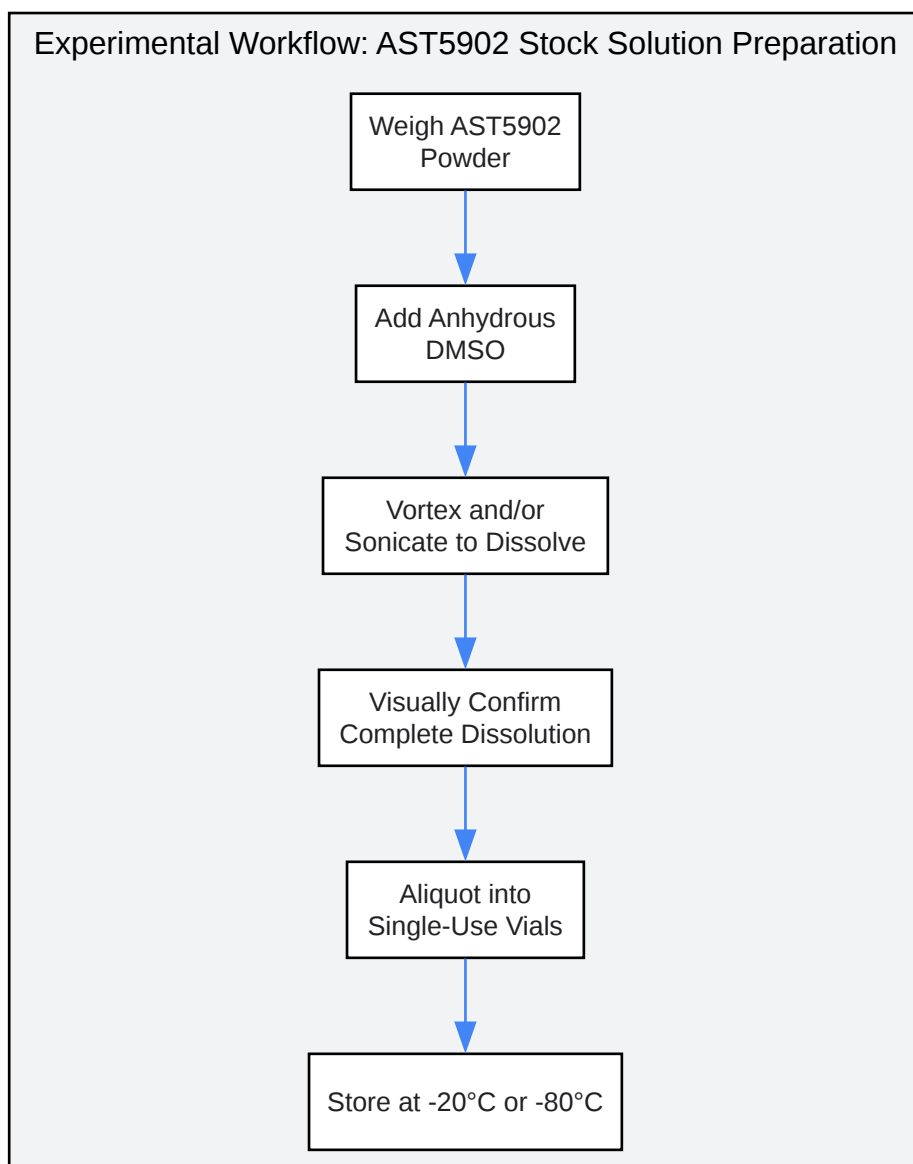 Experimental Workflow: AST5902 Stock Solution Preparation
Weigh AST5902
Powder
Add Anhydrous
DMSO
Vortex and/or
Sonicate to Dissolve
Visually Confirm
Complete Dissolution
Aliquot into
Single-Use Vials
Store at -20°C or -80°C